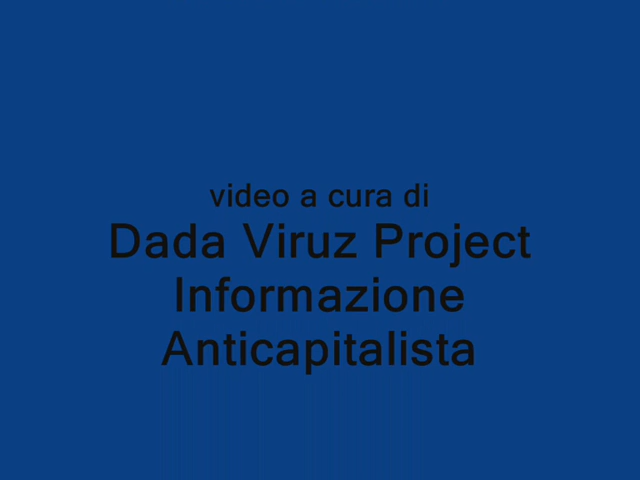 video a cura di
Dada Viruz Project
Informazione
Anticapitalista